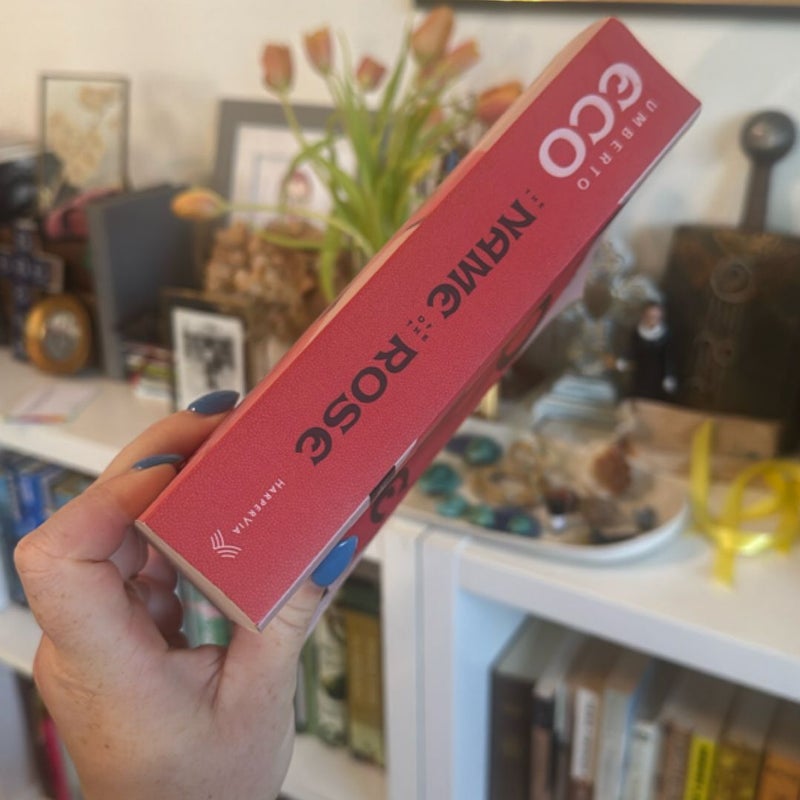 UMBERTO
ECO
THE
NAME
OF THE
ROSE
HARPERVIA